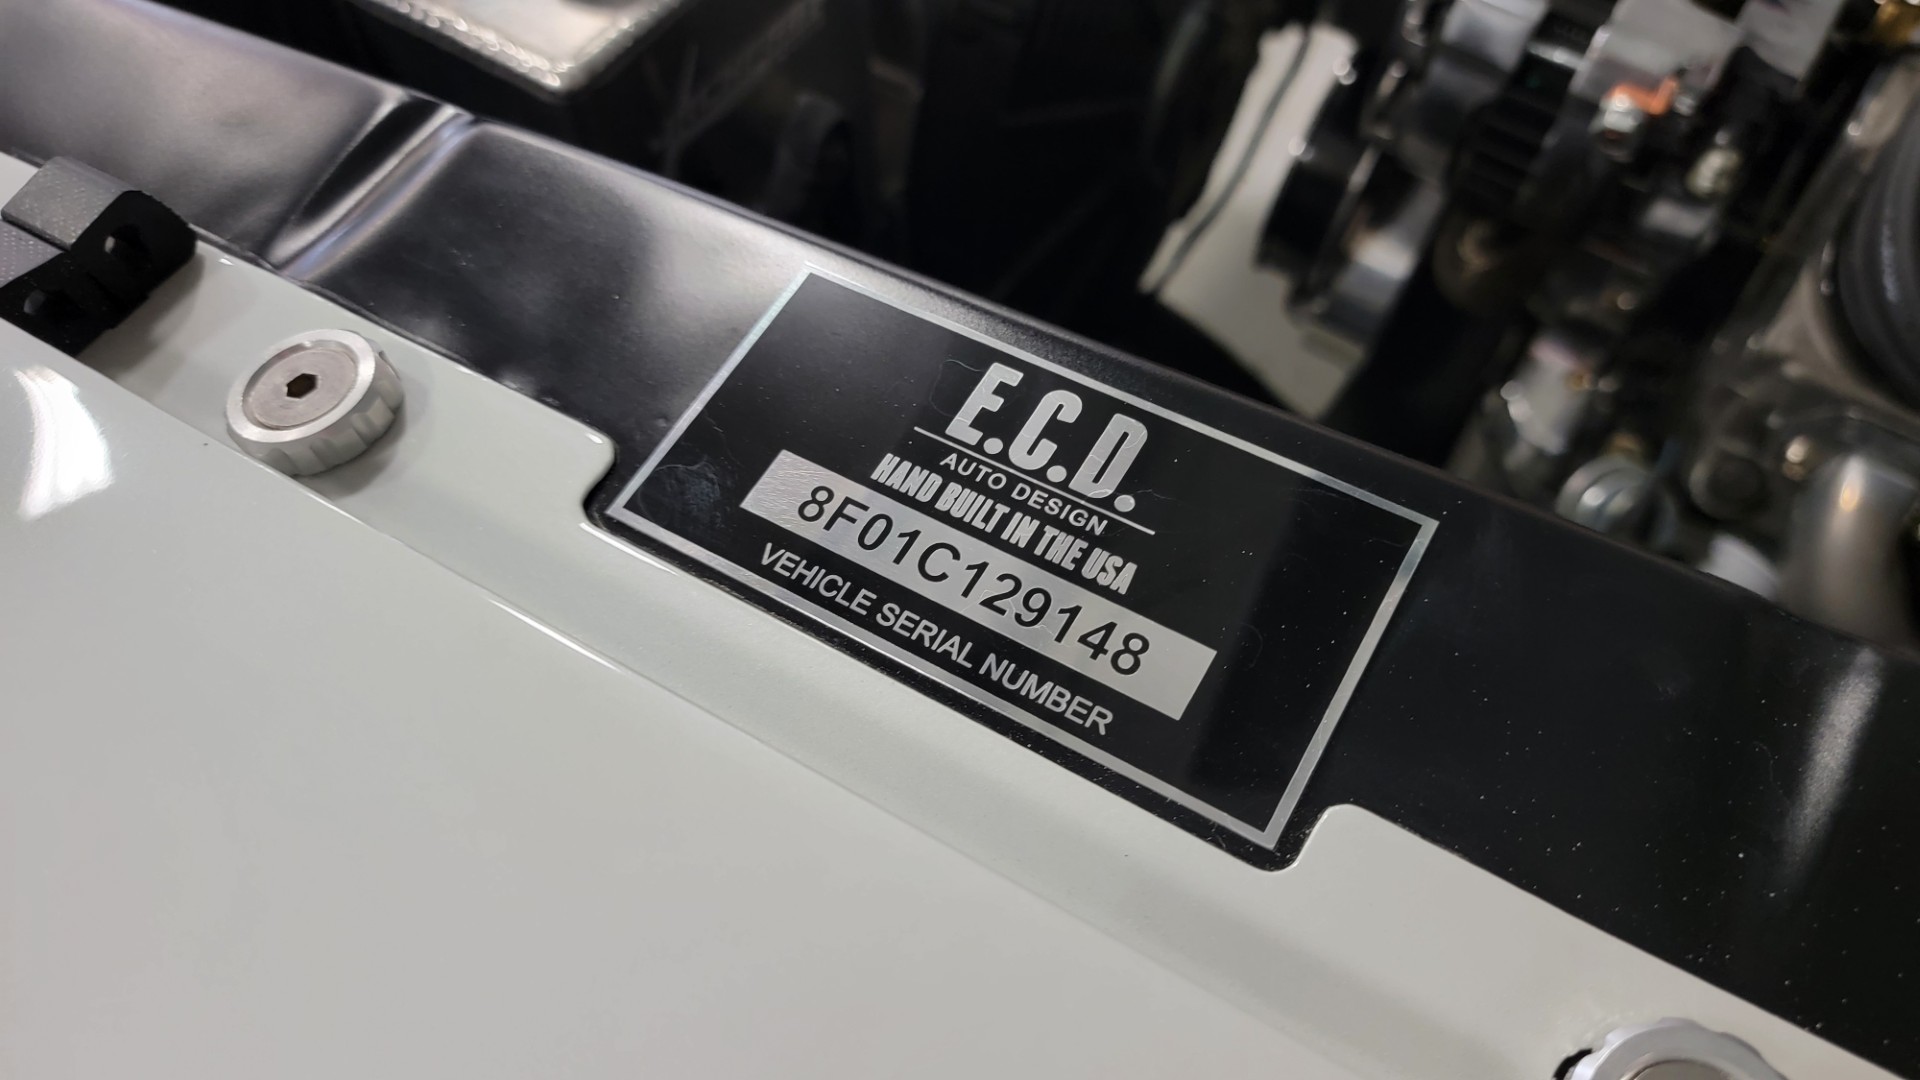 E.C.D.
AUTO DESIGN
HAND BUILT IN THE USA
8F01C129148
VEHICLE SERIAL NUMBER